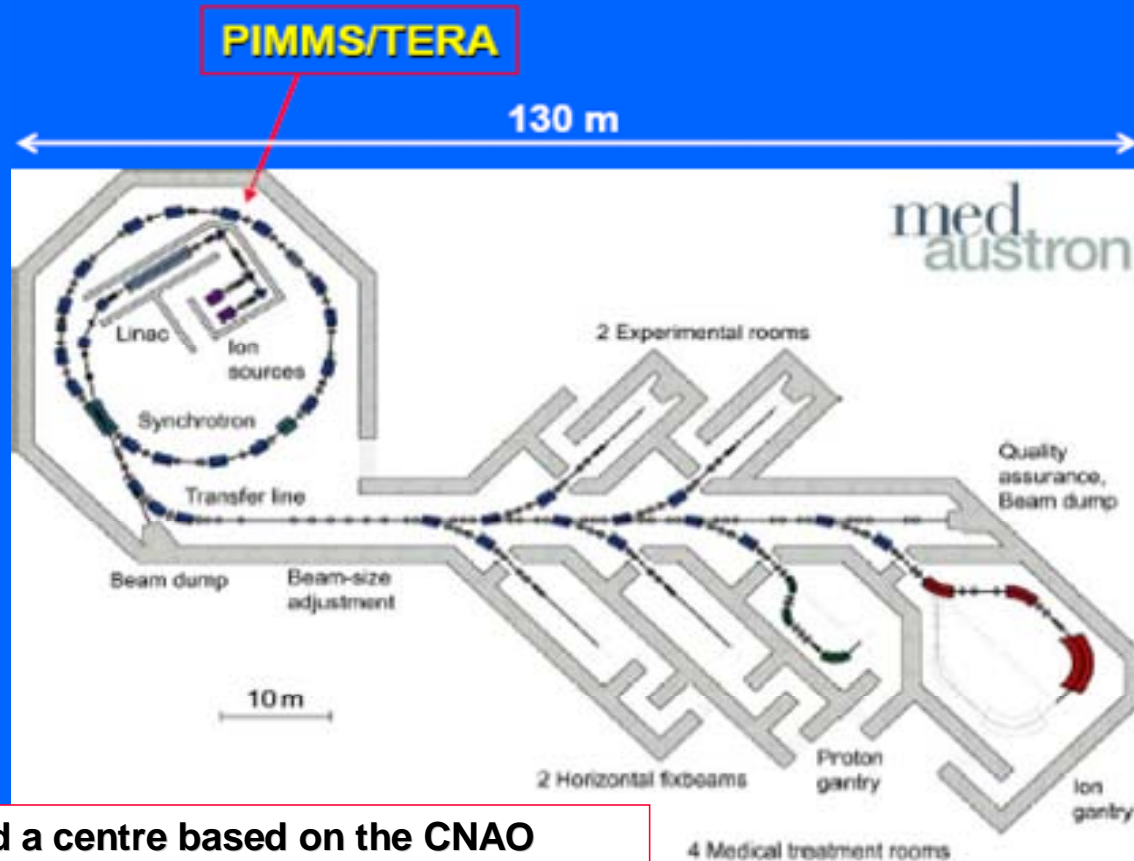 PIMMS/TERA
130 m
med
austron
2 Experimental rooms
Linac
Ion
sources
Synchrotron
Quality
assurance,
Beam dump
Transfer line
Beam dump
Beam-size
adjustment
10 m
2 Horizontal fixbeams
Proton
gantry
Ion
gantry
4 Medical treatment rooms
a centre based on the CNAO